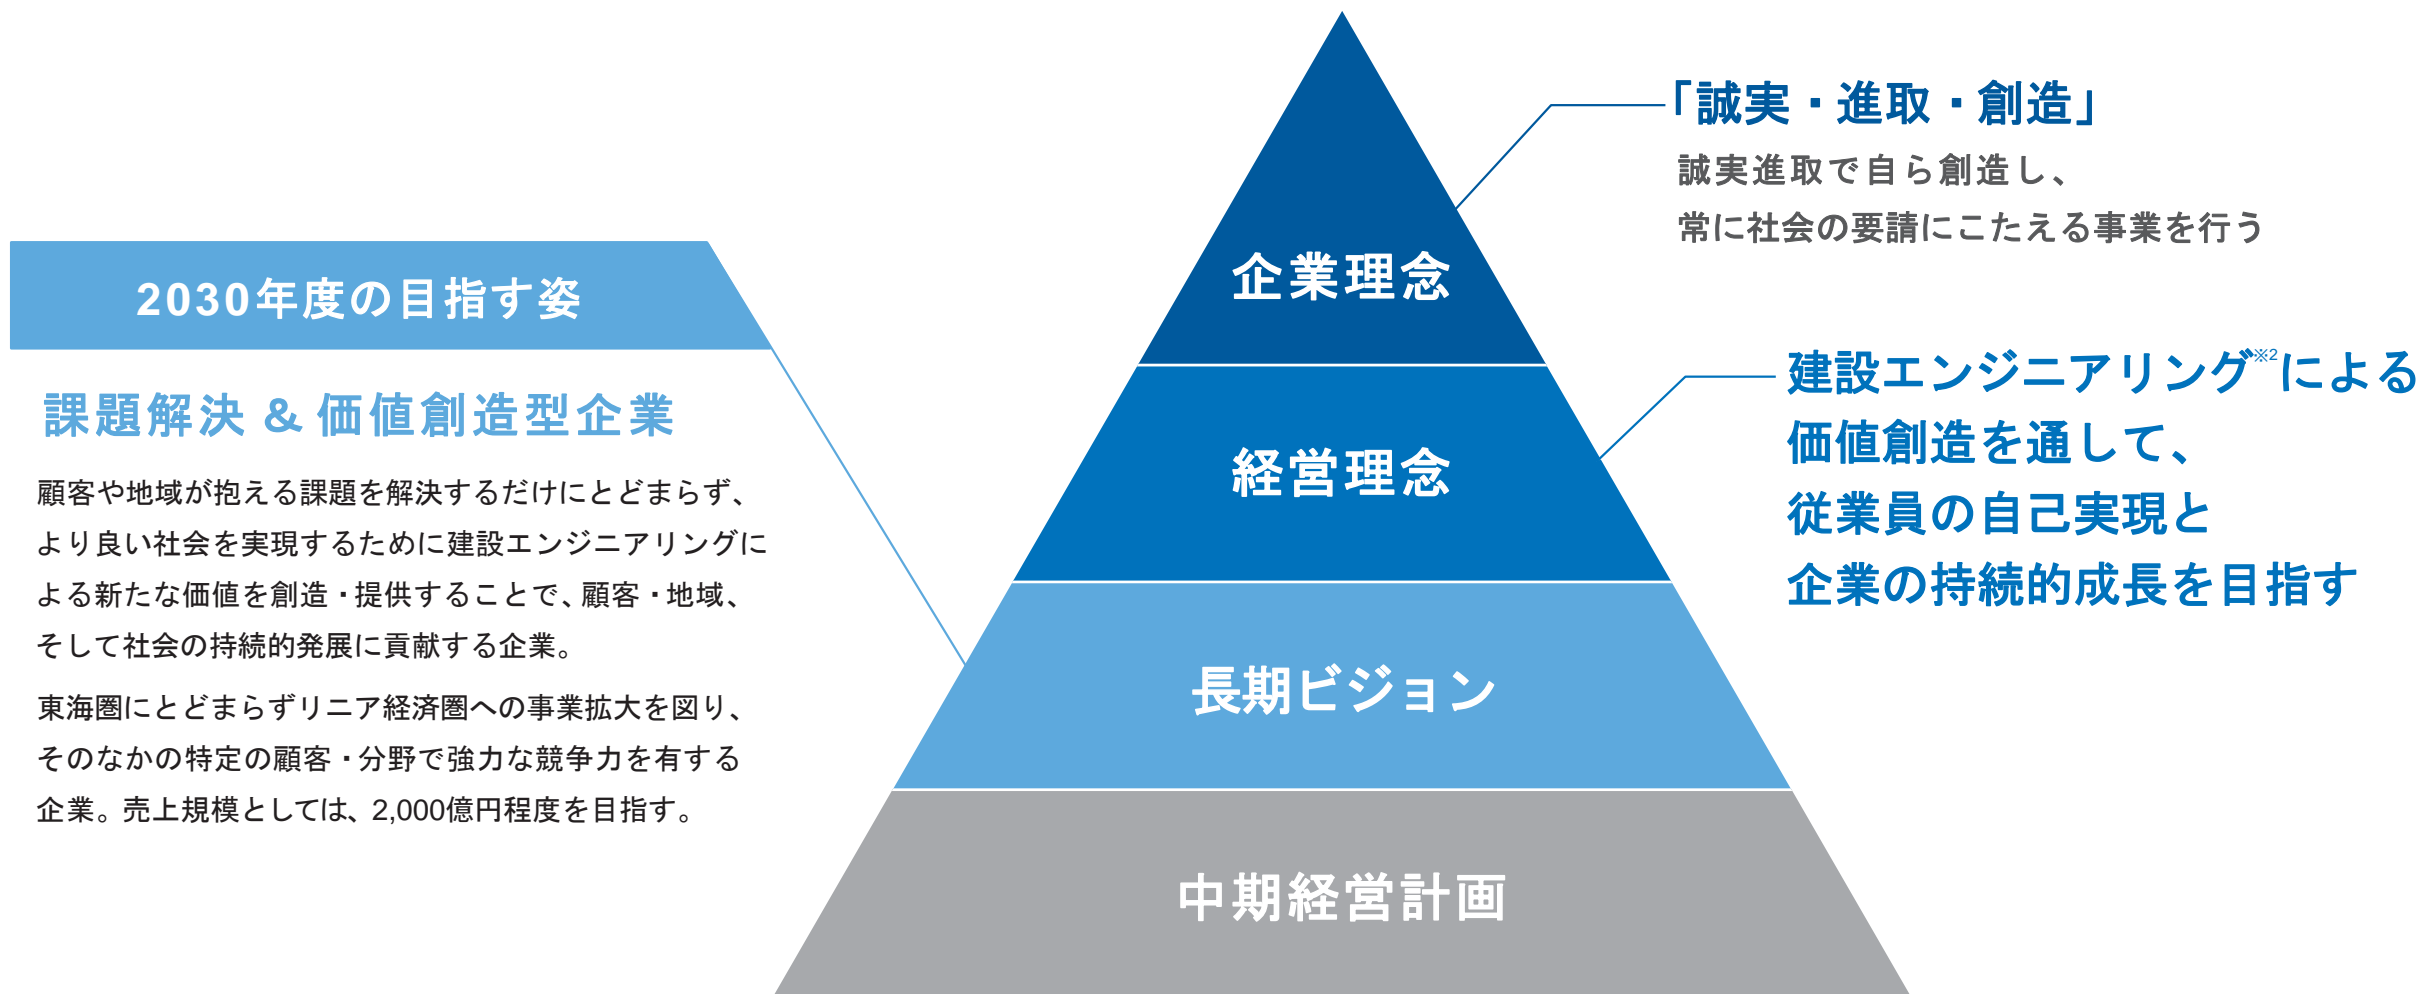 「誠実・進取・創造」
誠実進取で自ら創造し、
常に社会の要請にこたえる事業を行う
企業理念
2030年度の目指す姿
課題解決 & 価値創造型企業
顧客や地域が抱える課題を解決するだけにとどまらず、
より良い社会を実現するために建設エンジニアリングに
よる新たな価値を創造・提供することで、顧客・地域、
そして社会の持続的発展に貢献する企業。
東海圏にとどまらずリニア経済圏への事業拡大を図り、
そのなかの特定の顧客・分野で強力な競争力を有する
企業。売上規模としては、2,000億円程度を目指す。
建設エンジニアリング※2による
価値創造を通して、
従業員の自己実現と
企業の持続的成長を目指す
経営理念
長期ビジョン
中期経営計画